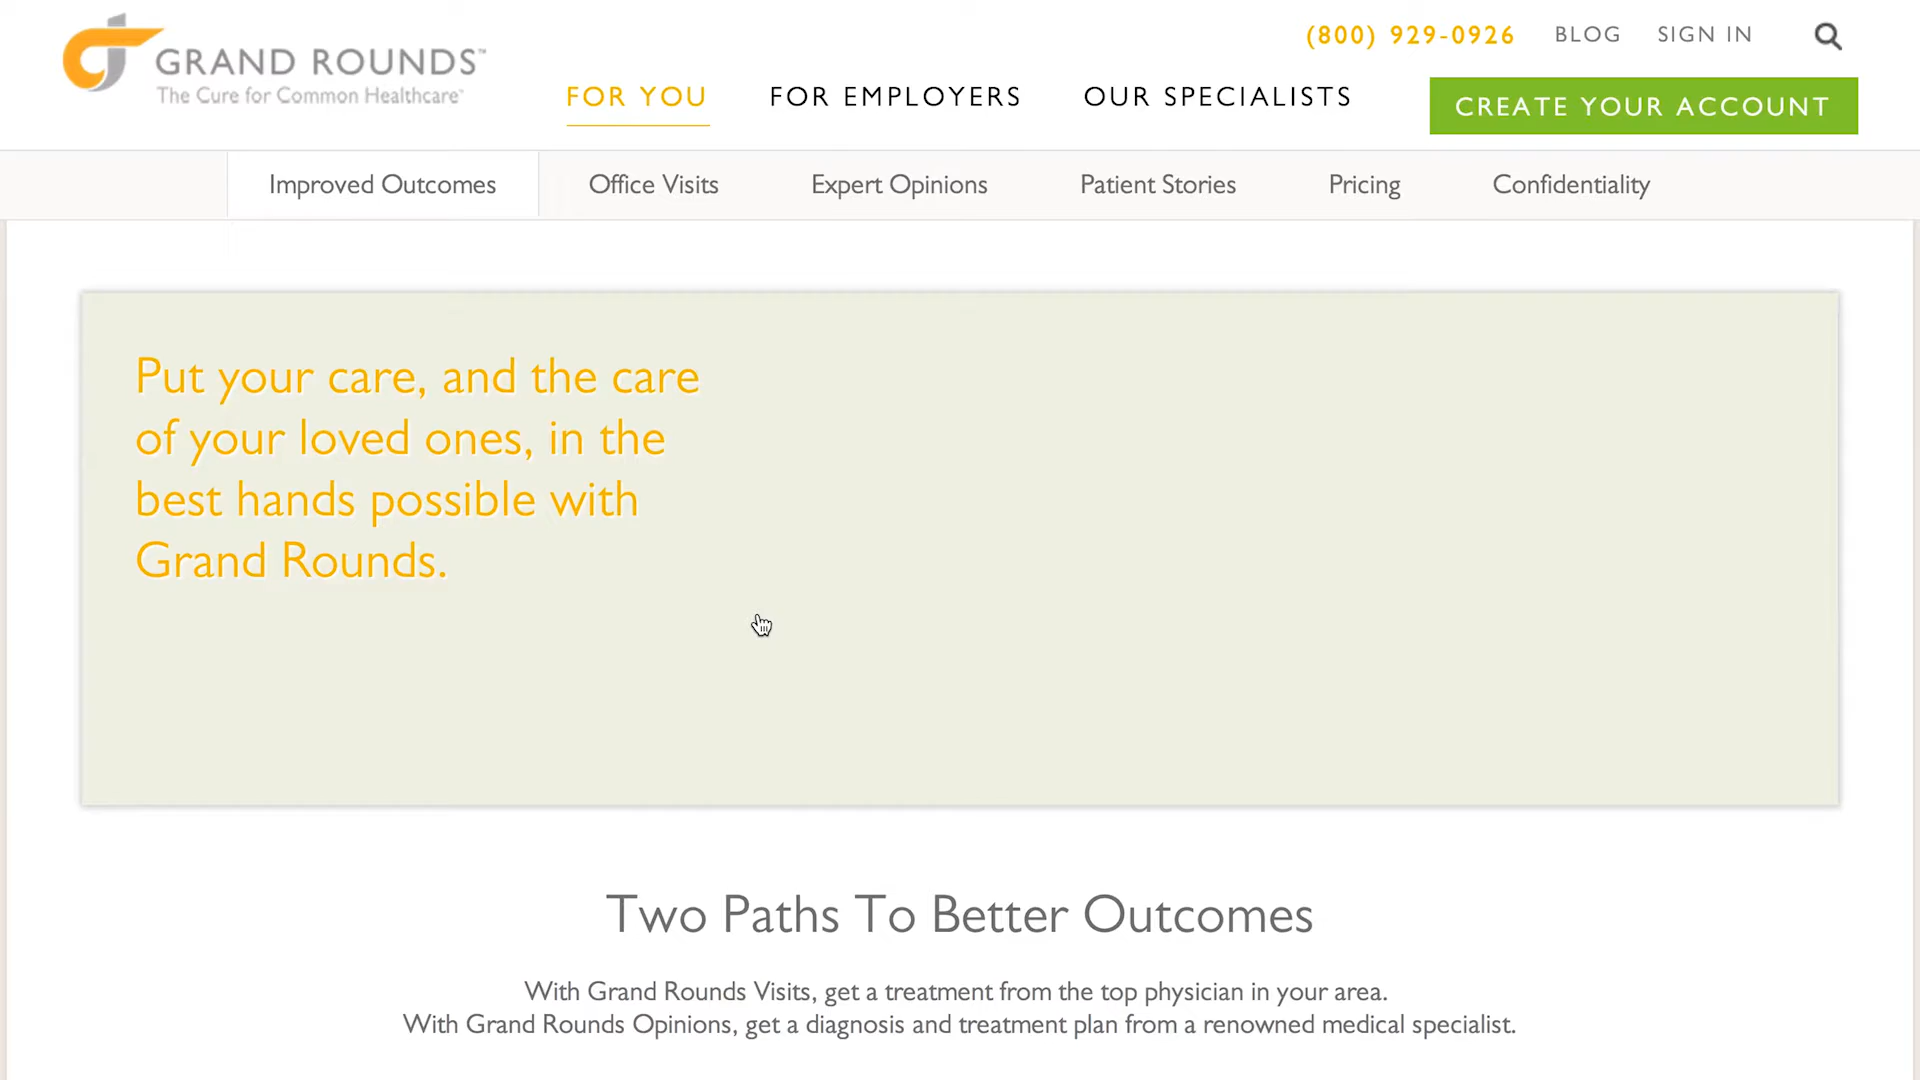 GRAND ROUNDS™
The Cure for Common Healthcare℠
(800) 929-0926 BLOG SIGN IN
FOR YOU FOR EMPLOYERS OUR SPECIALISTS CREATE YOUR ACCOUNT
Improved Outcomes Office Visits Expert Opinions Patient Stories Pricing Confidentiality
Put your care, and the care
of your loved ones, in the
best hands possible with
Grand Rounds.
Two Paths To Better Outcomes
With Grand Rounds Visits, get a treatment from the top physician in your area.
With Grand Rounds Opinions, get a diagnosis and treatment plan from a renowned medical specialist.